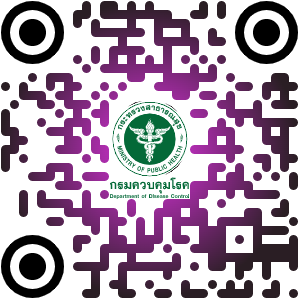 กระทรวงสาธารณสุข
MINISTRY OF PUBLIC HEALTH
กรมควบคุมโรค
Department of Disease Control